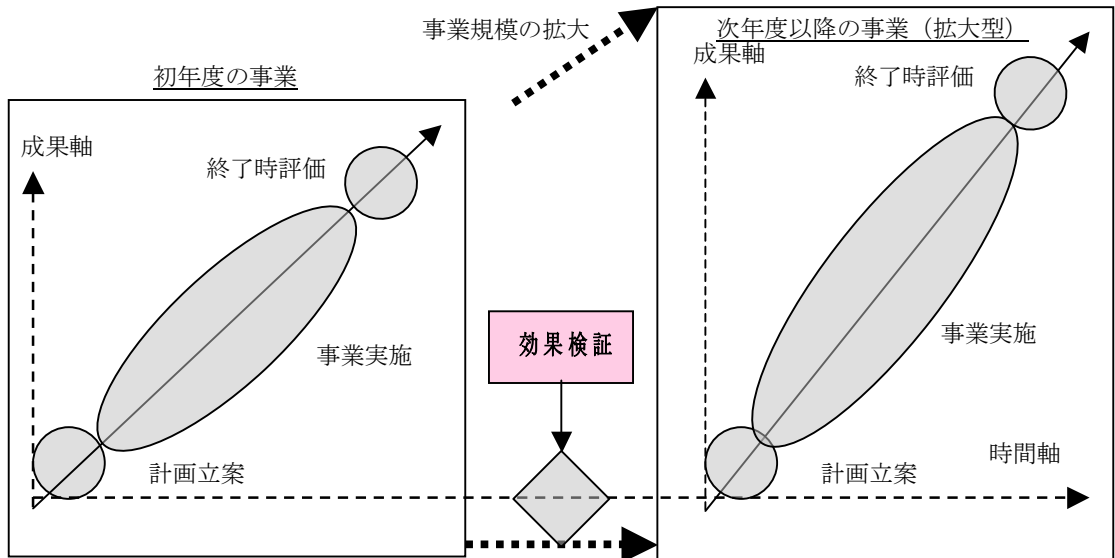 事業規模の拡大
次年度以降の事業（拡大型）
成果軸
終了時評価
初年度の事業
成果軸
終了時評価
効果検証
事業実施
事業実施
時間軸
計画立案
計画立案